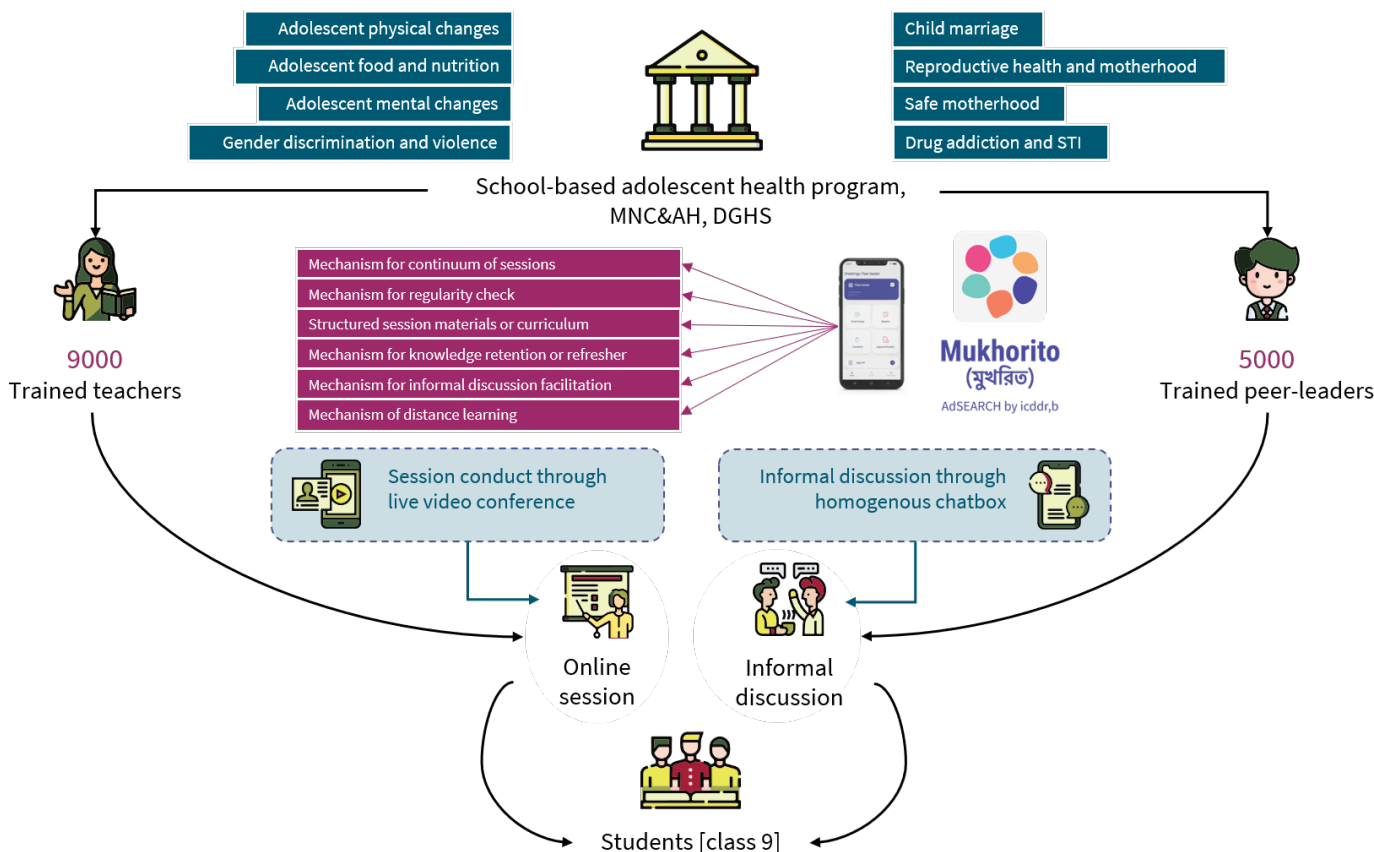 Adolescent physical changes
Adolescent food and nutrition
Adolescent mental changes
Gender discrimination and violence
Child marriage
Reproductive health and motherhood
Safe motherhood
Drug addiction and STI
School-based adolescent health program,
MNC&AH, DGHS
9000
Trained teachers
Mechanism for continuum of sessions
Mechanism for regularity check
Structured session materials or curriculum
Mechanism for knowledge retention or refresher
Mechanism for informal discussion facilitation
Mechanism of distance learning
Mukhorito
(মুখরিত)
AdSEARCH by icddr,b
5000
Trained peer-leaders
Session conduct through
live video conference
Informal discussion through
homogenous chatbox
Online
session
Informal
discussion
Students [class 9]